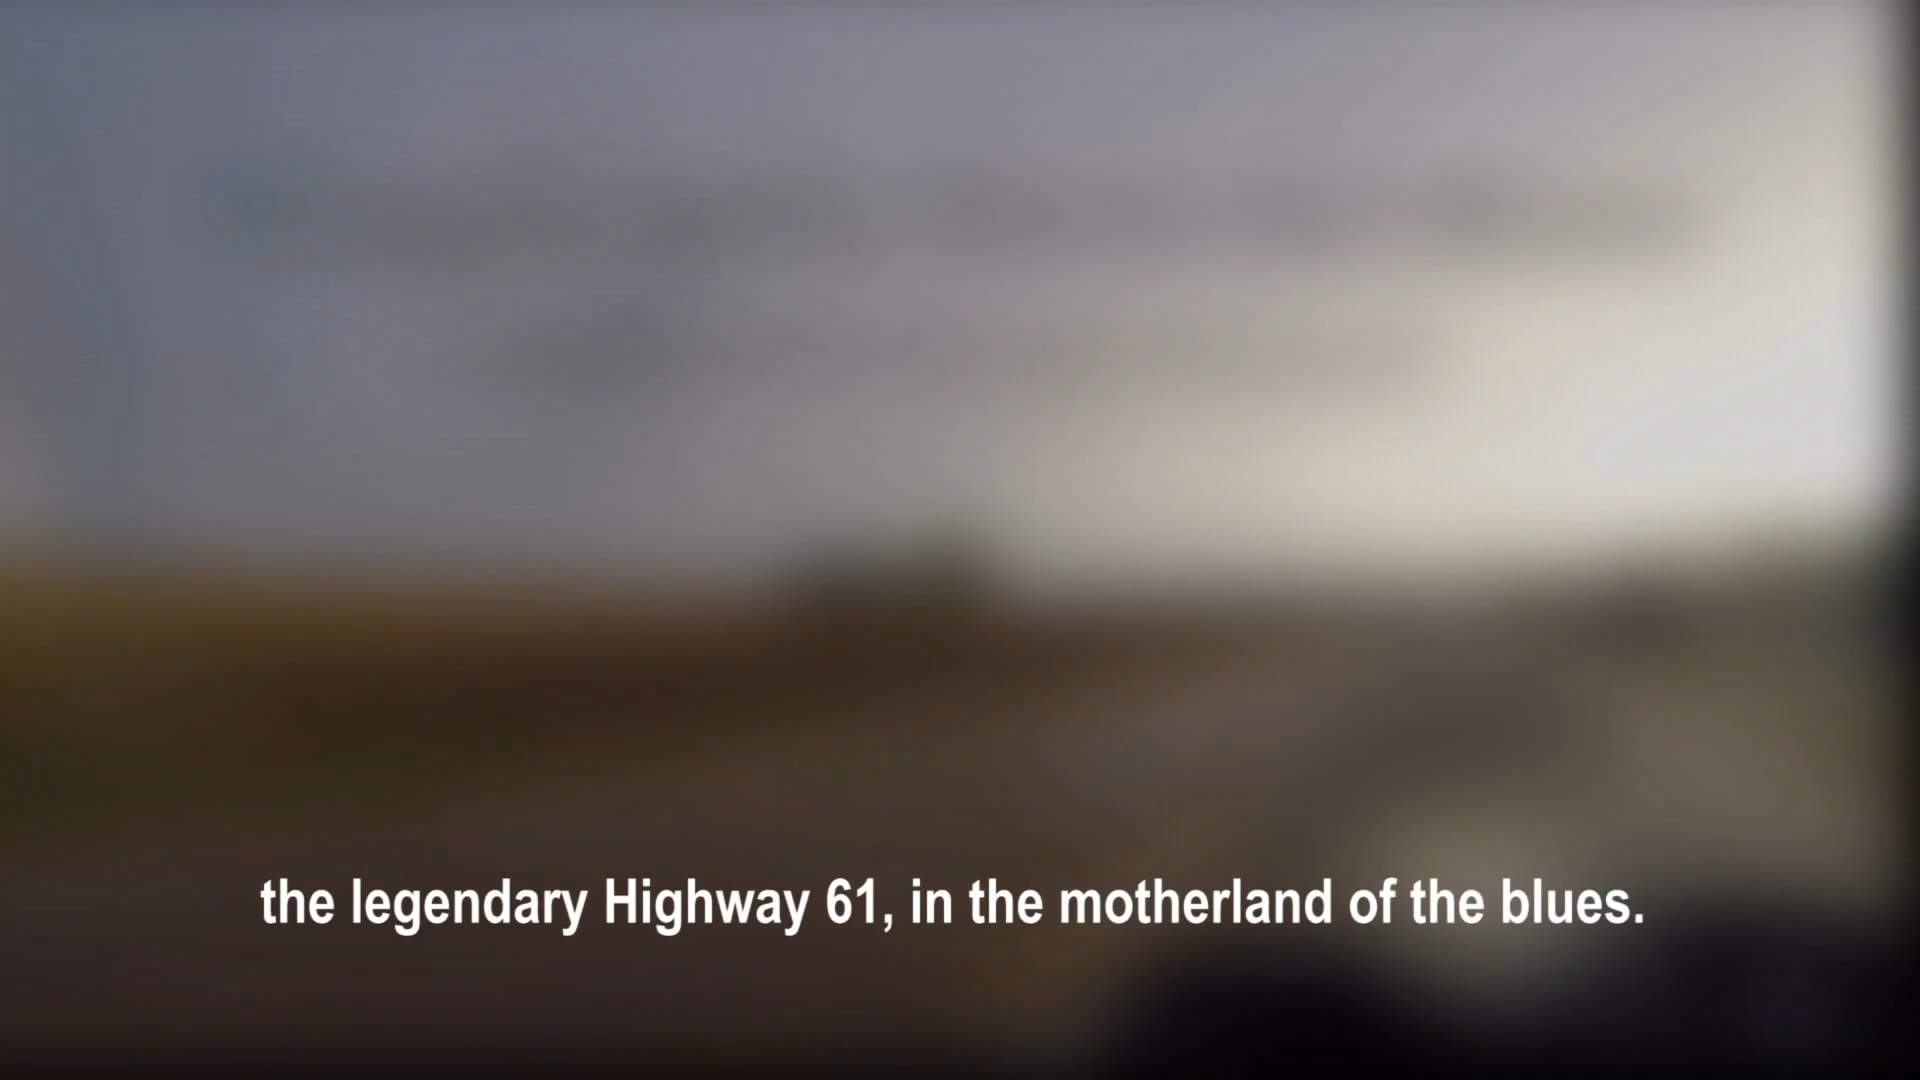 the legendary Highway 61, in the motherland of the blues.